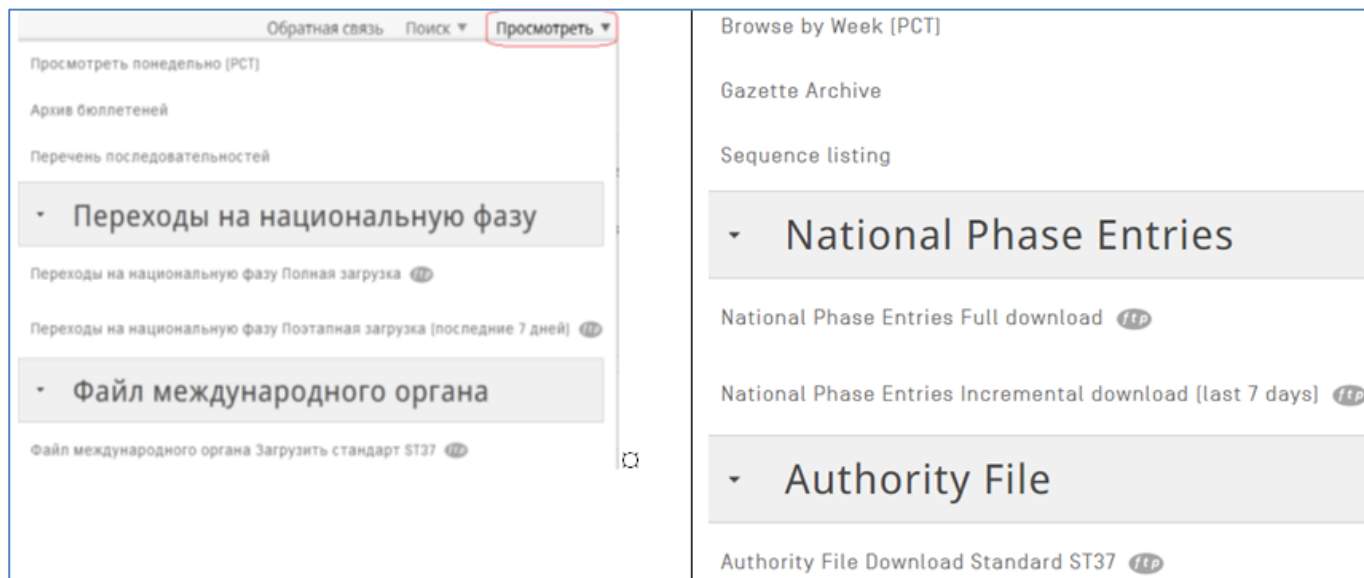 Обратная связь Поиск ▼ Просмотреть ▼
Просмотреть понедельно (PCT)
Архив бюллетеней
Перечень последовательностей
Переходы на национальную фазу
Переходы на национальную фазу Полная загрузка ftp
Переходы на национальную фазу Поэтапная загрузка (последние 7 дней) ftp
Файл международного органа
Файл международного органа Загрузить стандарт ST37 ftp
Browse by Week (PCT)
Gazette Archive
Sequence listing
National Phase Entries
National Phase Entries Full download ftp
National Phase Entries Incremental download (last 7 days) ftp
Authority File
Authority File Download Standard ST37 ftp